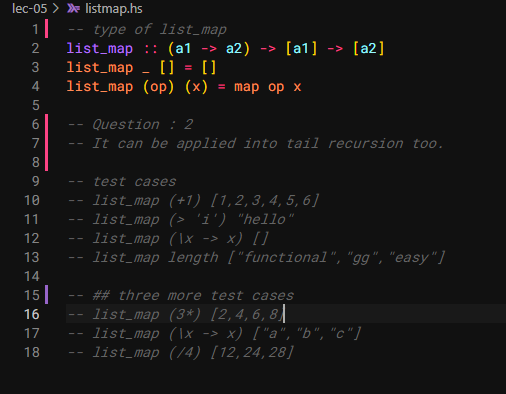 lec-05 > listmap.hs
1 -- type of list_map
2 list_map :: (a1 -> a2) -> [a1] -> [a2]
3 list_map _ [] = []
4 list_map (op) (x) = map op x
5
6 -- Question : 2
7 -- It can be applied into tail recursion too.
8
9 -- test cases
10 -- list_map (+1) [1,2,3,4,5,6]
11 -- list_map (> 'i') "hello"
12 -- list_map (\x -> x) []
13 -- list_map length ["functional","gg","easy"]
14
15 -- ## three more test cases
16 -- list_map (3*) [2,4,6,8]
17 -- list_map (\x -> x) ["a","b","c"]
18 -- list_map (/4) [12,24,28]